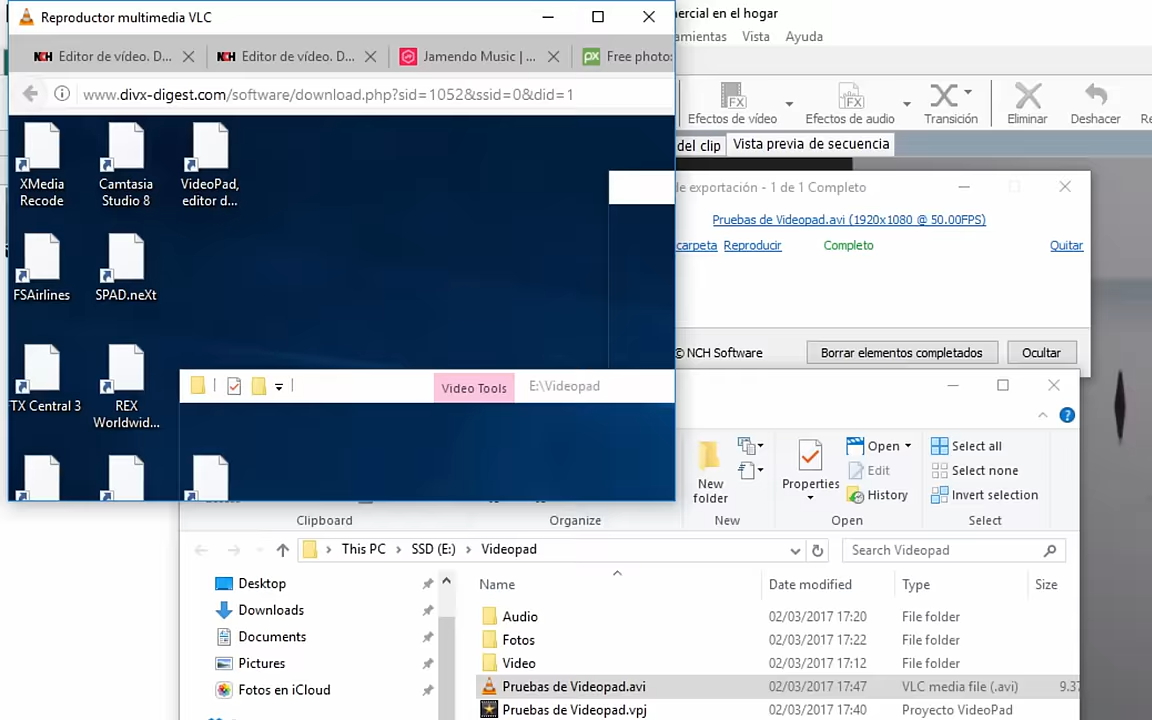 Reproductor multimedia VLC
ercial en el hogar
amientas Vista Ayuda
NCH Editor de vídeo. D... NCH Editor de vídeo. D... Jamendo Music | ... px Free photo
www.divx-digest.com/software/download.php?sid=1052&ssid=0&did=1
FX FX
Efectos de vídeo Efectos de audio Transición Eliminar Deshacer Re
del clip Vista previa de secuencia
XMedia Recode
Camtasia Studio 8
VideoPad, editor d...
de exportación - 1 de 1 Completo
Pruebas de Videopad.avi (1920x1080 @ 50.00FPS)
carpeta Reproducir Completo Quitar
FSAirlines SPAD.neXt
© NCH Software Borrar elementos completados Ocultar
TX Central 3
REX Worldwid...
Video Tools E:\Videopad
New folder
Properties
Open
Edit
History
Select all
Select none
Invert selection
Clipboard Organize New Open Select
This PC > SSD (E:) > Videopad
Search Videopad
Desktop
Downloads
Documents
Pictures
Fotos en iCloud
Name Date modified Type Size
Audio 02/03/2017 17:20 File folder
Fotos 02/03/2017 17:22 File folder
Video 02/03/2017 17:12 File folder
Pruebas de Videopad.avi 02/03/2017 17:47 VLC media file (.avi) 9.37
Pruebas de Videopad.vpj 02/03/2017 17:40 Proyecto VideoPad